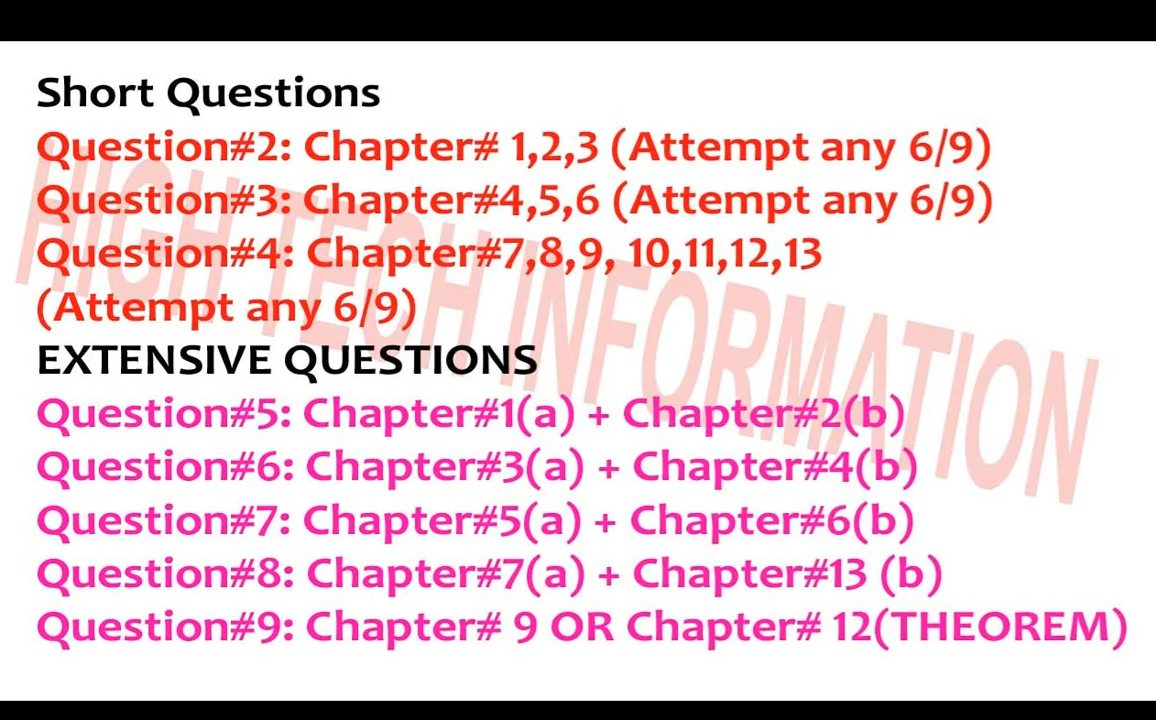 Short Questions
Question#2: Chapter# 1,2,3 (Attempt any 6/9)
Question#3: Chapter#4,5,6 (Attempt any 6/9)
Question#4: Chapter#7,8,9, 10,11,12,13
(Attempt any 6/9)
EXTENSIVE QUESTIONS
Question#5: Chapter#1(a) + Chapter#2(b)
Question#6: Chapter#3(a) + Chapter#4(b)
Question#7: Chapter#5(a) + Chapter#6(b)
Question#8: Chapter#7(a) + Chapter#13 (b)
Question#9: Chapter# 9 OR Chapter# 12(THEOREM)
HIGH TECH INFORMATION